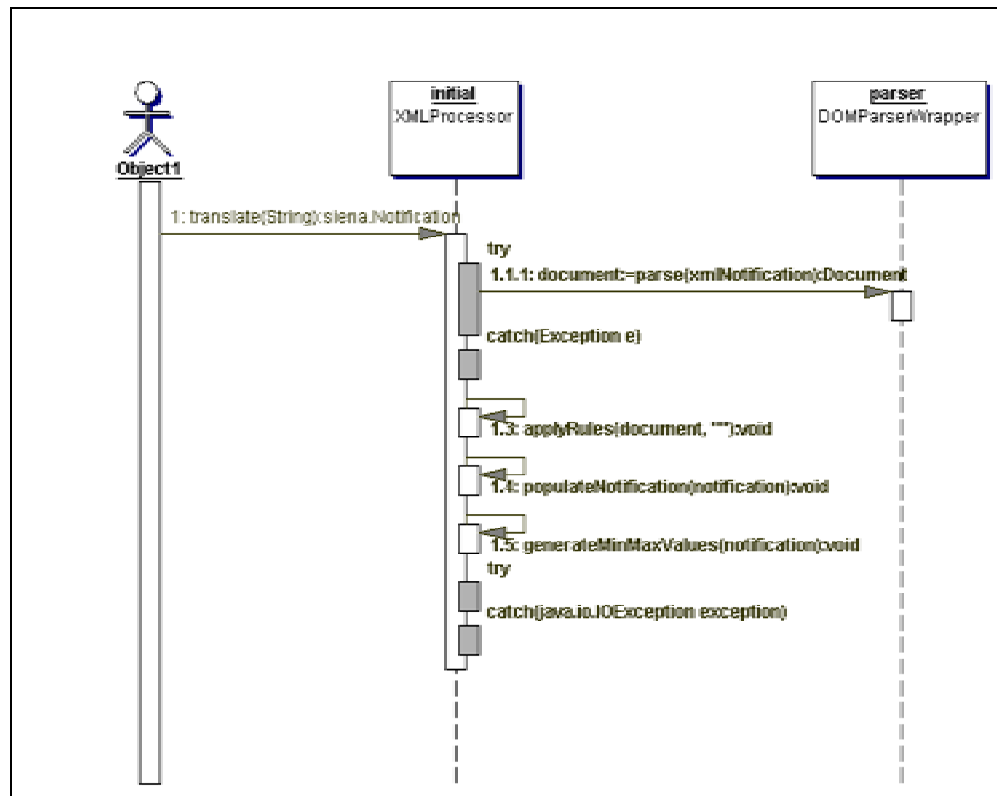 initial
XMLProcessor
parser
DOMParserWrapper
Object1
1: translate(String):siena.Notification
try
1.1.1: document:=parse(xmlNotification):Document
catch(Exception e)
1.3: applyRules(document, ""):void
1.4: populateNotification(notification):void
1.5: generateMinMaxValues(notification):void
try
catch(java.io.IOException exception)